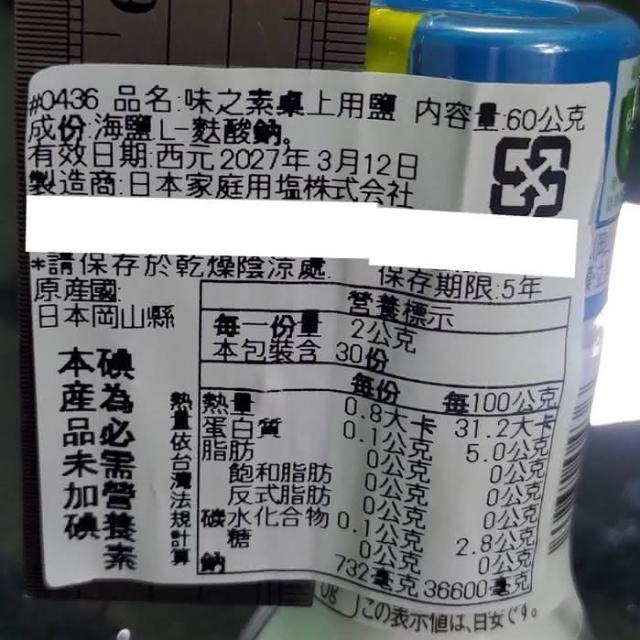 #0436 品名:味之素桌上用鹽 內容量:60公克
成份:海鹽.L-麩酸鈉。
有效日期:西元 2027年 3月12日
製造商:日本家庭用塩株式会社
*請保存於乾燥陰涼處.
保存期限:5年
原產國:
日本岡山縣
碘為必需營養素
本產品未加碘
熱量依台灣法規計算
營養標示
每一份量 2公克
本包裝含 30份
每份 每100公克
熱量 0.8大卡 31.2大卡
蛋白質 0.1公克 5.0公克
脂肪 0公克 0公克
飽和脂肪 0公克 0公克
反式脂肪 0公克 0公克
碳水化合物 0.1公克 2.8公克
糖 0公克 0公克
鈉 732毫克 36600毫克
この表示値は、目安です。